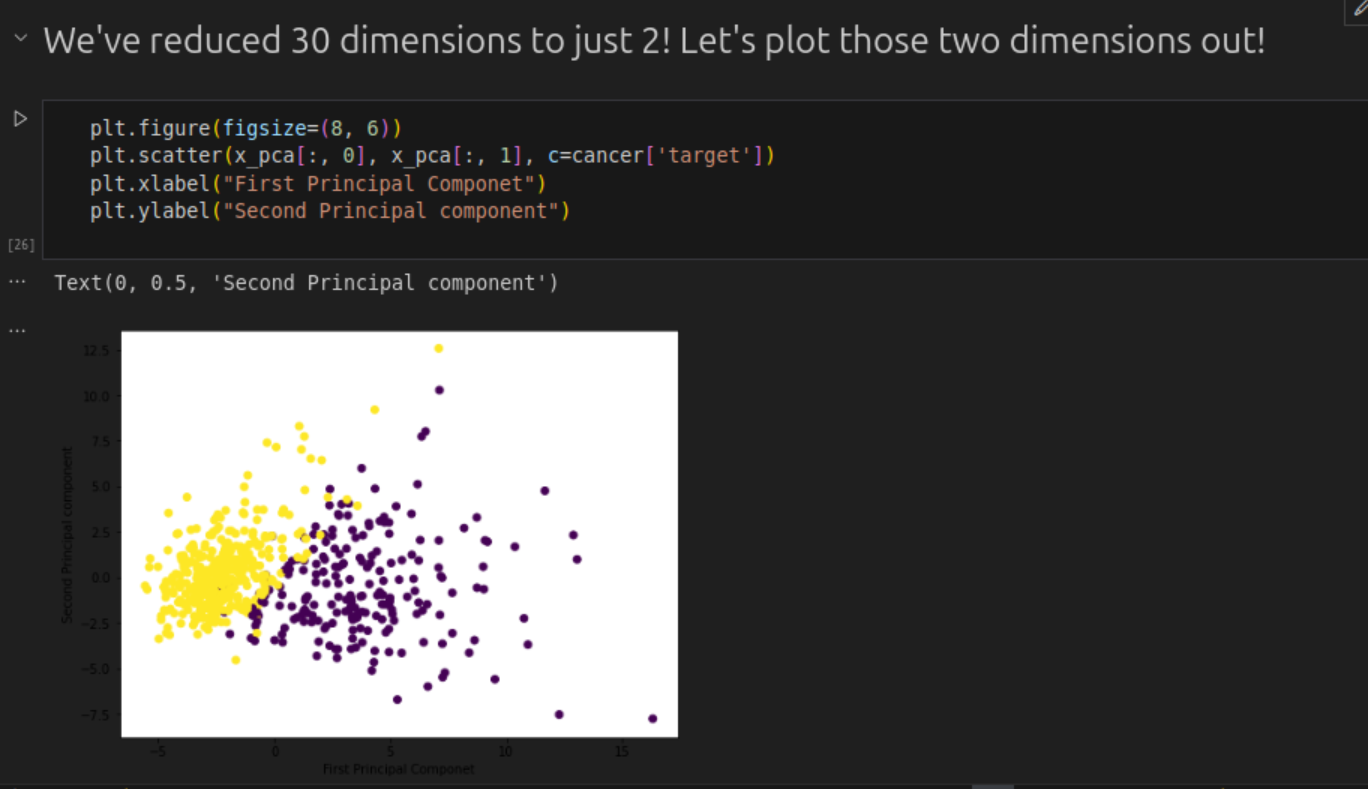 We've reduced 30 dimensions to just 2! Let's plot those two dimensions out!
plt.figure(figsize=(8, 6))
plt.scatter(x_pca[:, 0], x_pca[:, 1], c=cancer['target'])
plt.xlabel("First Principal Componet")
plt.ylabel("Second Principal component")
[26]
Text(0, 0.5, 'Second Principal component')
12.5
10.0
7.5
5.0
2.5
0.0
−2.5
−5.0
−7.5
Second Principal component
−5 0 5 10 15
First Principal Componet